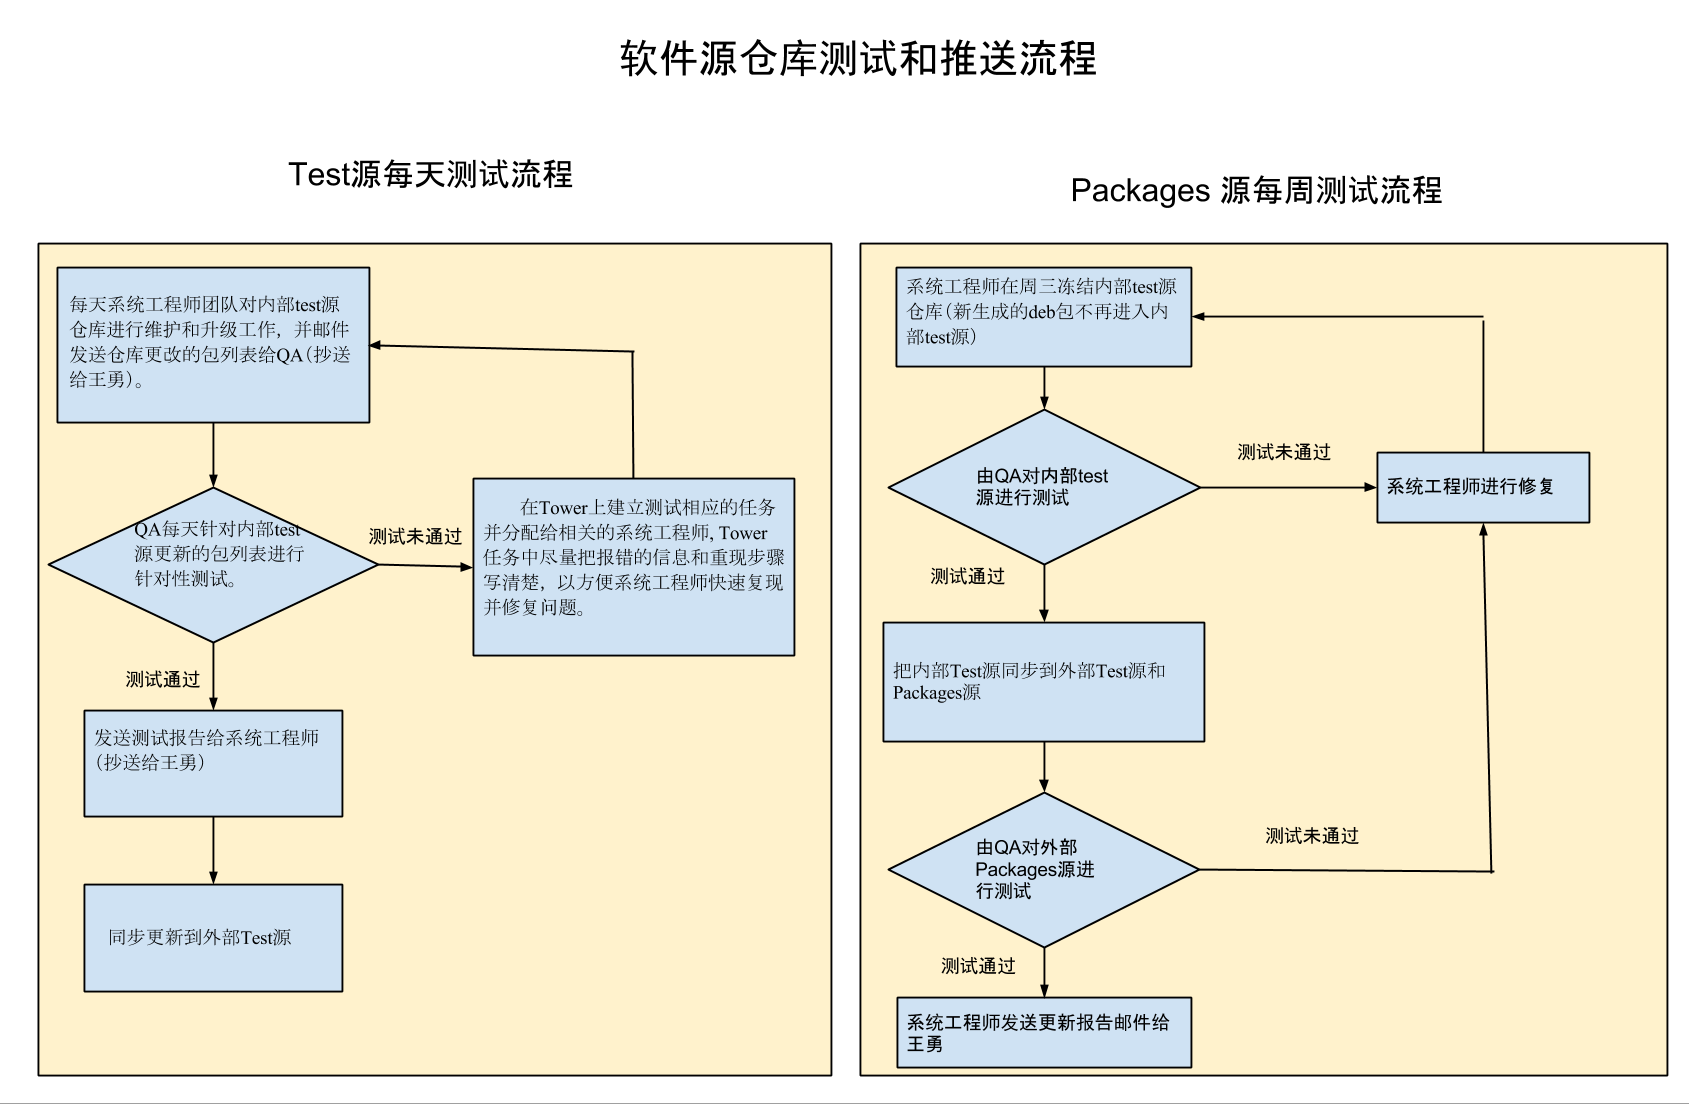 软件源仓库测试和推送流程
Test源每天测试流程
每天系统工程师团队对内部test源
仓库进行维护和升级工作，并邮件
发送仓库更改的包列表给QA（抄送
给王勇）。
QA每天针对内部test
源更新的包列表进行
针对性测试。
测试未通过
在Tower上建立测试相应的任务
并分配给相关的系统工程师, Tower
任务中尽量把报错的信息和重现步骤
写清楚，以方便系统工程师快速复现
并修复问题。
测试通过
发送测试报告给系统工程师
（抄送给王勇）
同步更新到外部Test源
Packages 源每周测试流程
系统工程师在周三冻结内部test源
仓库（新生成的deb包不再进入内
部test源）
由QA对内部test
源进行测试
测试未通过
系统工程师进行修复
测试通过
把内部Test源同步到外部Test源和
Packages源
由QA对外部
Packages源进
行测试
测试未通过
测试通过
系统工程师发送更新报告邮件给
王勇